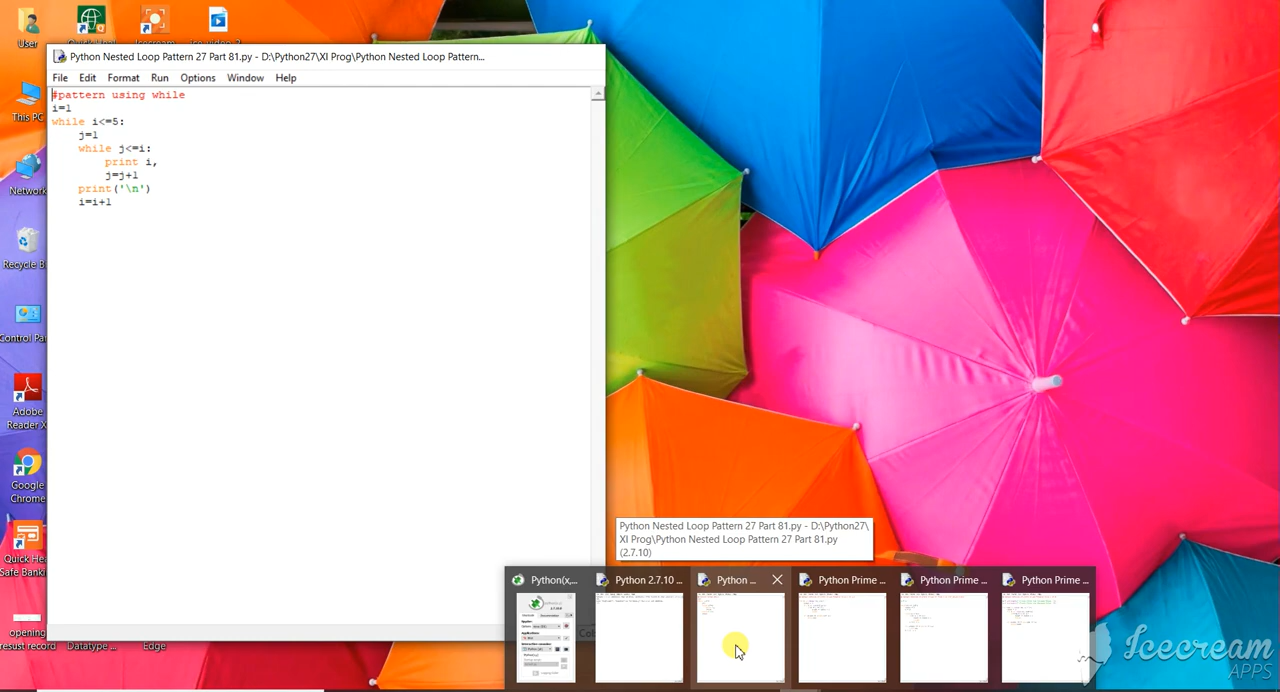 User
This PC
Network
Recycle B
Control Pa
Adobe
Reader X
Google
Chrome
Quick Hea
Safe Banki
opening
Datatype ...
Edge
Python Nested Loop Pattern 27 Part 81.py - D:\Python27\XI Prog\Python Nested Loop Pattern...
File Edit Format Run Options Window Help
#pattern using while
i=1
while i<=5:
    j=1
    while j<=i:
        print i,
        j=j+1
    print('\n')
    i=i+1
Python Nested Loop Pattern 27 Part 81.py - D:\Python27\
XI Prog\Python Nested Loop Pattern 27 Part 81.py
(2.7.10)
Python(x,...
Python 2.7.10 ...
Python ...
Python Prime ...
Python Prime ...
Python Prime ...
Icecream
APPS